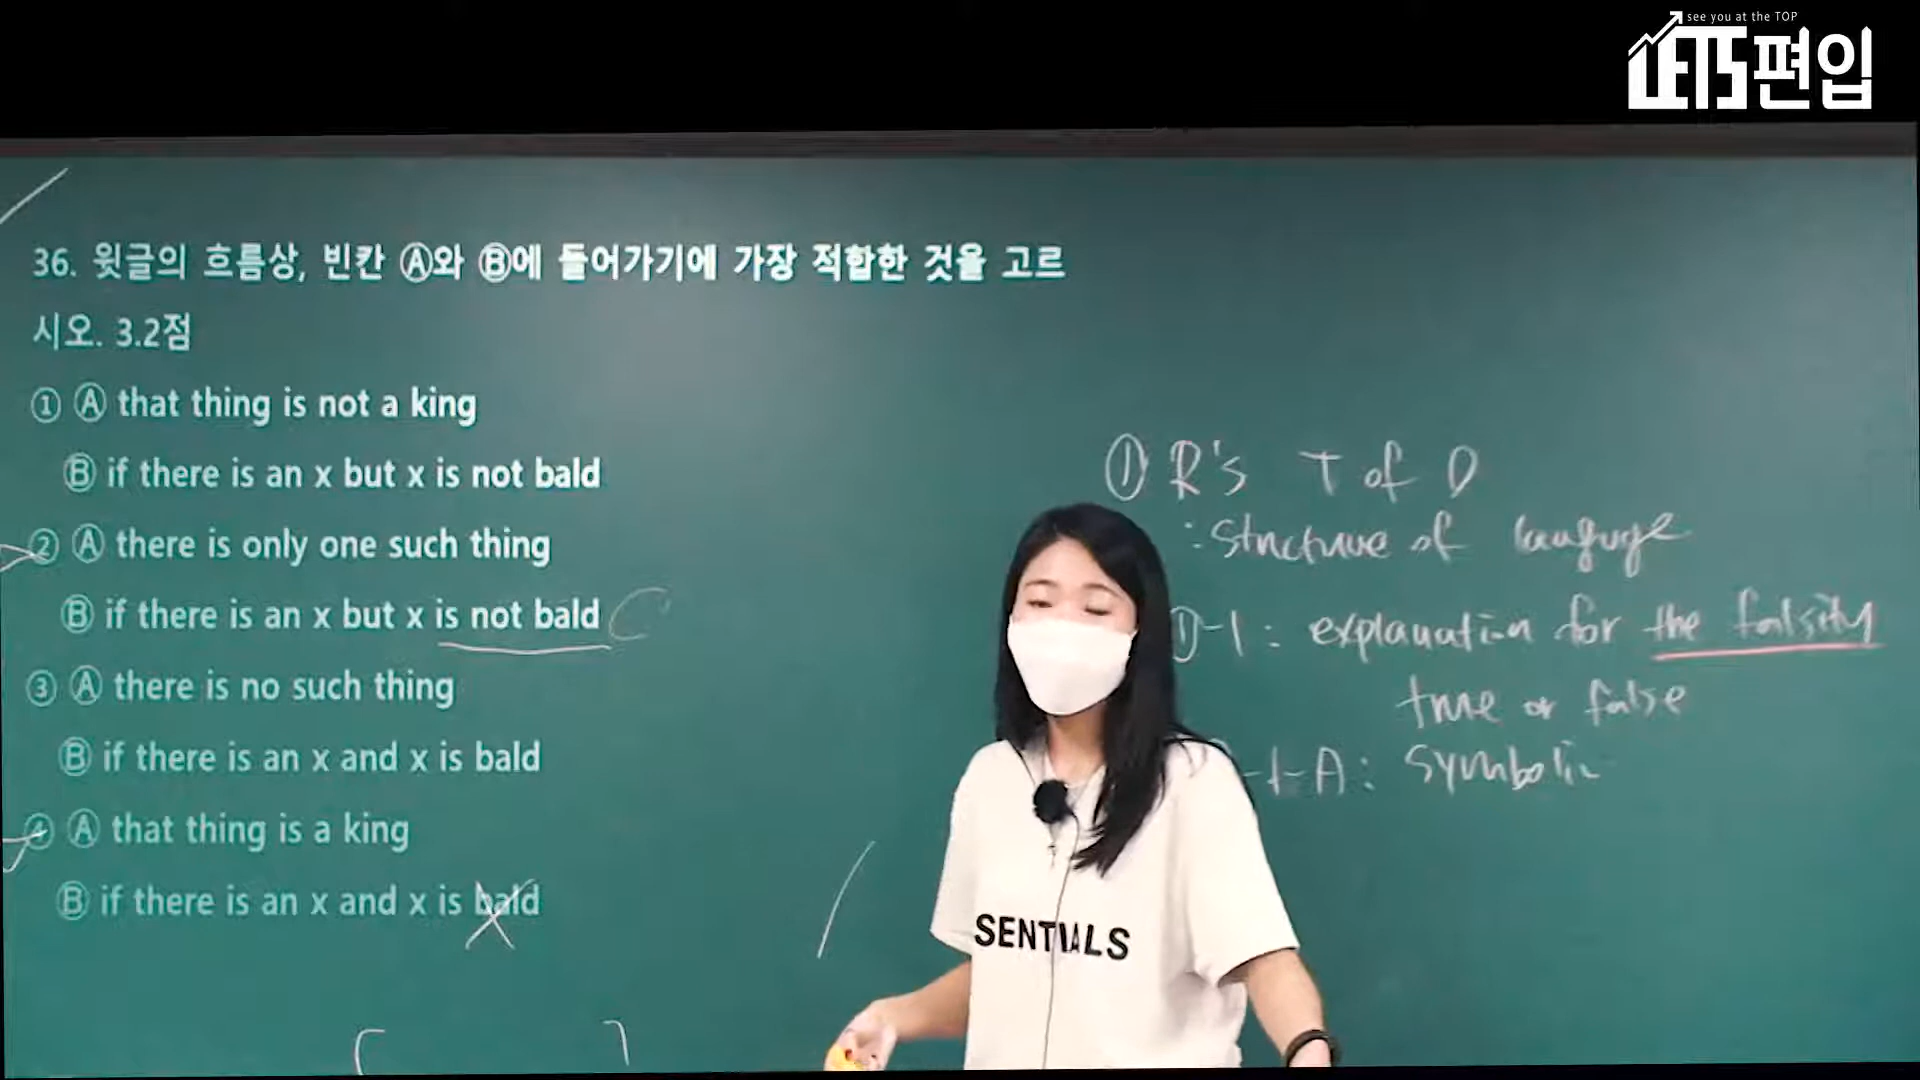 see you at the TOP
LETS편입
36. 윗글의 흐름상, 빈칸 Ⓐ와 Ⓑ에 들어가기에 가장 적합한 것을 고르
시오. 3.2점
① Ⓐ that thing is not a king
Ⓑ if there is an x but x is not bald
② Ⓐ there is only one such thing
Ⓑ if there is an x but x is not bald
③ Ⓐ there is no such thing
Ⓑ if there is an x and x is bald
④ Ⓐ that thing is a king
Ⓑ if there is an x and x is bald
① R's T of D
: structure of language
①-1 : explanation for the falsity
true or false
-1-A : symbolic
SENTIALS